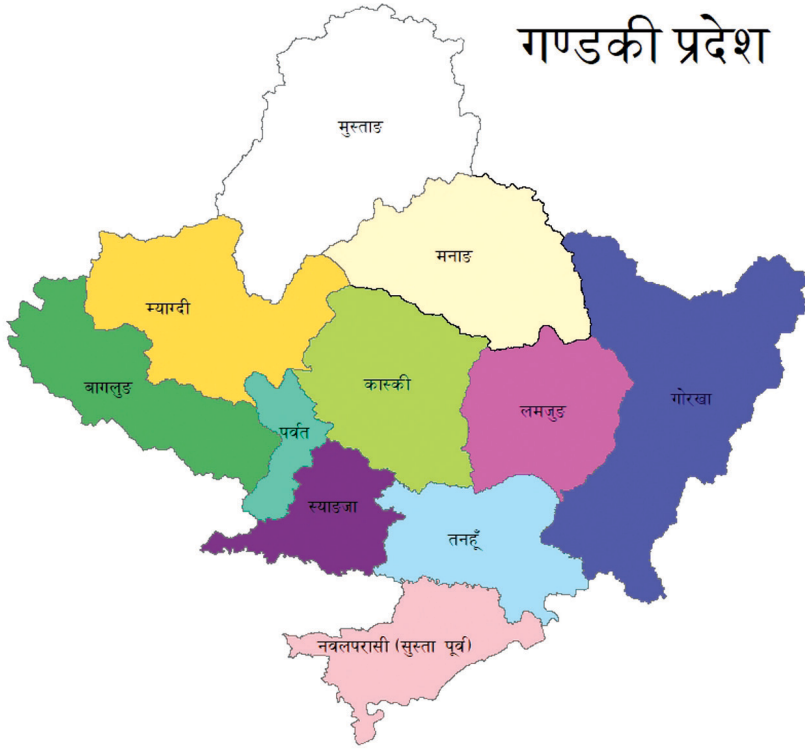 गण्डकी प्रदेश
मुस्ताङ
मनाङ
म्याग्दी
बागलुङ
कास्की
लमजुङ
गोरखा
पर्वत
स्याङजा
तनहूँ
नवलपरासी (सुस्ता पूर्व)